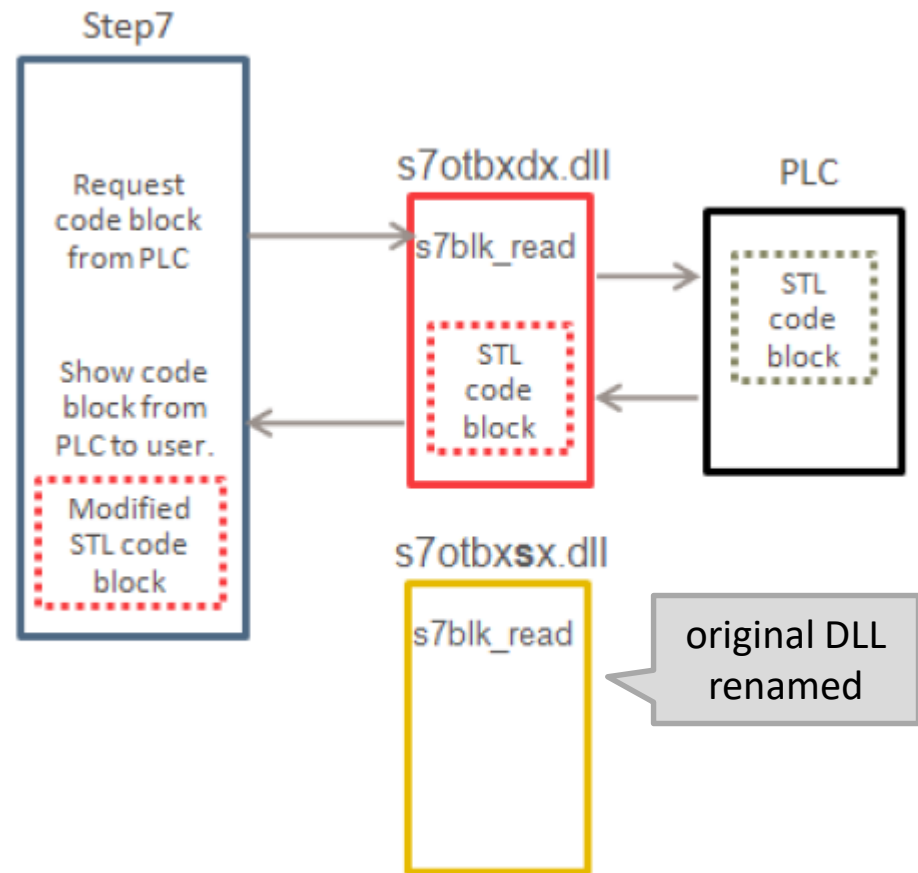 Step7
Request
code block
from PLC
Show code
block from
PLC to user.
Modified
STL code
block
s7otbxdx.dll
s7blk_read
STL
code
block
PLC
STL
code
block
s7otbxsx.dll
s7blk_read
original DLL
renamed